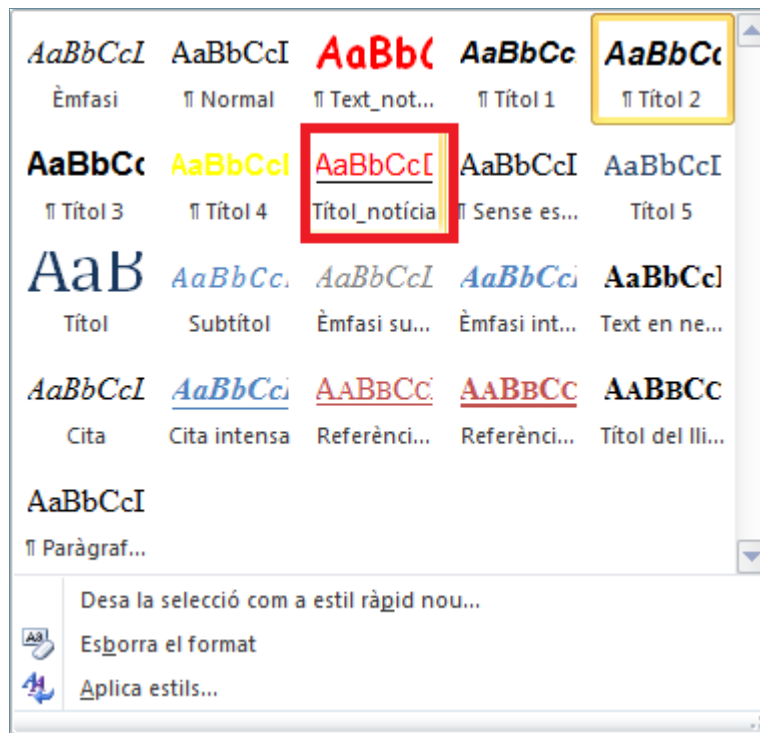 AaBbCcI AaBbCcI AaBb( AaBbCc AaBbCc
Èmfasi ¶ Normal ¶ Text_not... ¶ Títol 1 ¶ Títol 2
AaBbCc AaBbCcI AaBbCcI AaBbCcI AaBbCcI
¶ Títol 3 ¶ Títol 4 Títol_notícia ¶ Sense es... Títol 5
AaB AaBbCc. AaBbCcI AaBbCcI AaBbCcI
Títol Subtítol Èmfasi su... Èmfasi int... Text en ne...
AaBbCcI AaBbCcI AABBCC AABBCC AABBCC
Cita Cita intensa Referènci... Referènci... Títol del lli...
AaBbCcI
¶ Paràgraf...
Desa la selecció com a estil ràpid nou...
Esborra el format
Aplica estils...